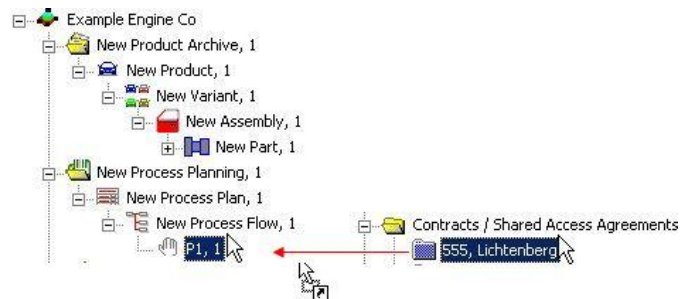 Example Engine Co
New Product Archive, 1
New Product, 1
New Variant, 1
New Assembly, 1
New Part, 1
New Process Planning, 1
New Process Plan, 1
New Process Flow, 1
Contracts / Shared Access Agreements
P1, 1
555, Lichtenberg